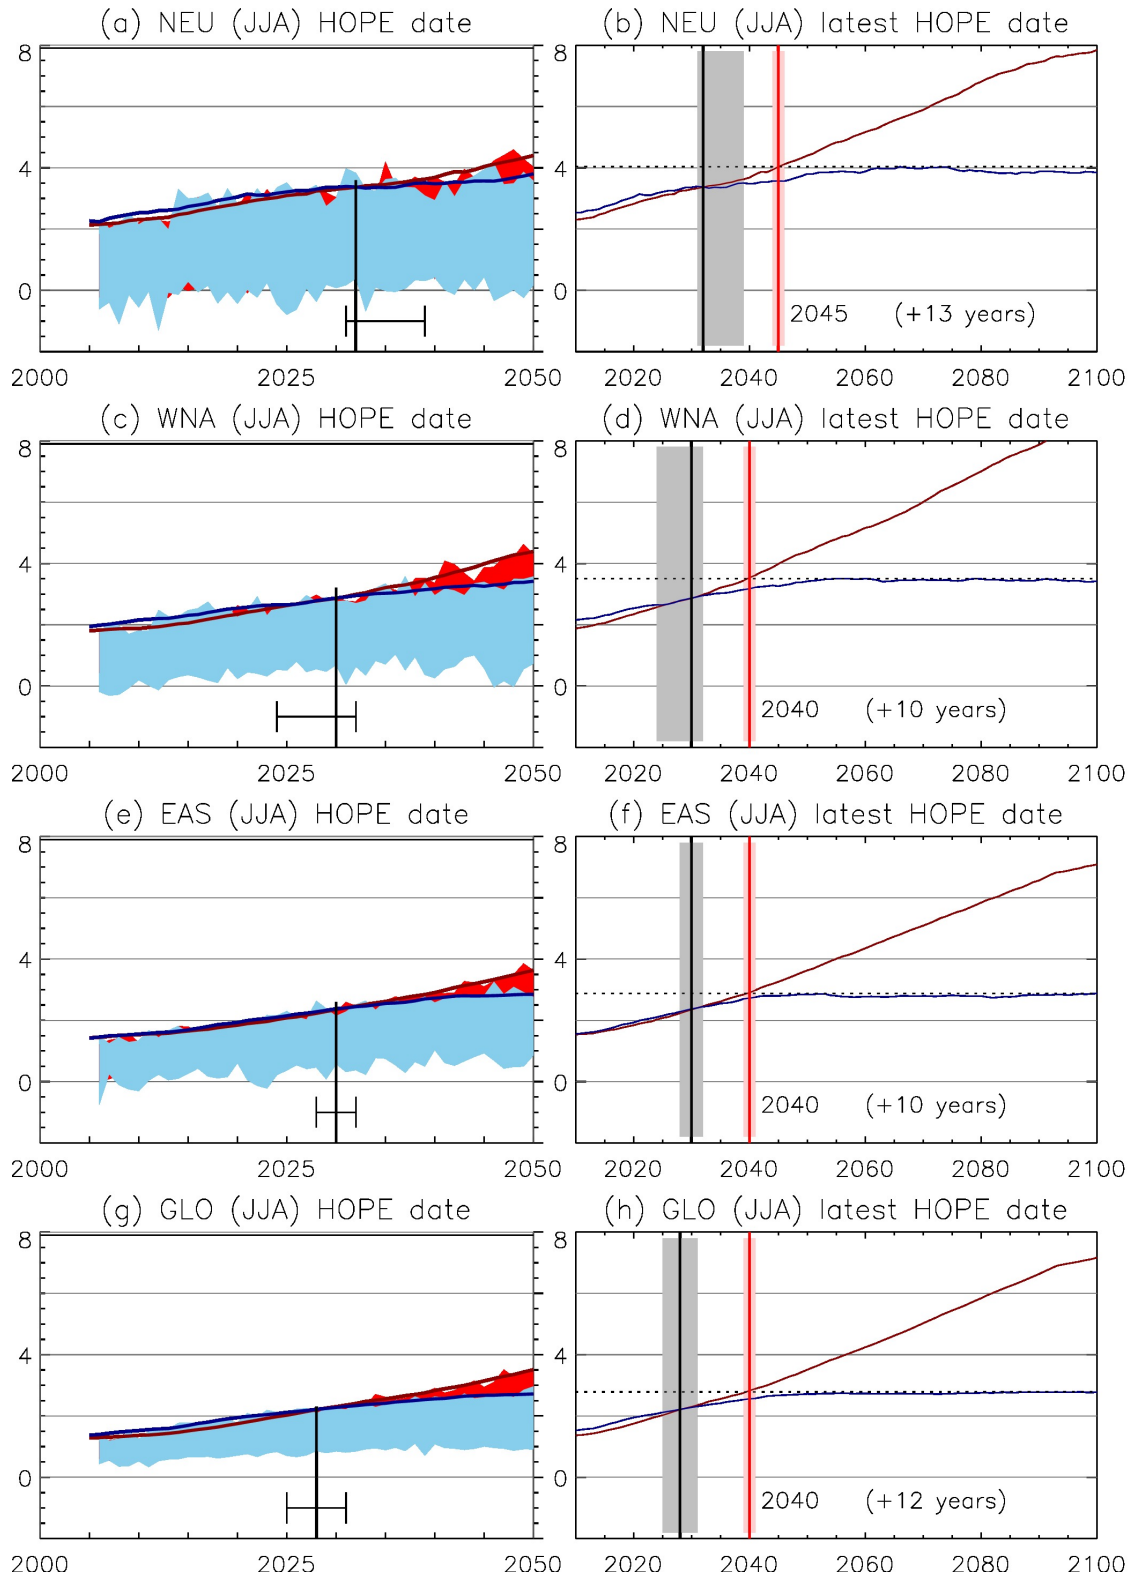 (a) NEU (JJA) HOPE date
(b) NEU (JJA) latest HOPE date
8
4
0
2000 2025 2050
8
4
0
2045 (+13 years)
2020 2040 2060 2080 2100
(c) WNA (JJA) HOPE date
(d) WNA (JJA) latest HOPE date
8
4
0
2000 2025 2050
8
4
0
2040 (+10 years)
2020 2040 2060 2080 2100
(e) EAS (JJA) HOPE date
(f) EAS (JJA) latest HOPE date
8
4
0
2000 2025 2050
8
4
0
2040 (+10 years)
2020 2040 2060 2080 2100
(g) GLO (JJA) HOPE date
(h) GLO (JJA) latest HOPE date
8
4
0
2000 2025 2050
8
4
0
2040 (+12 years)
2020 2040 2060 2080 2100